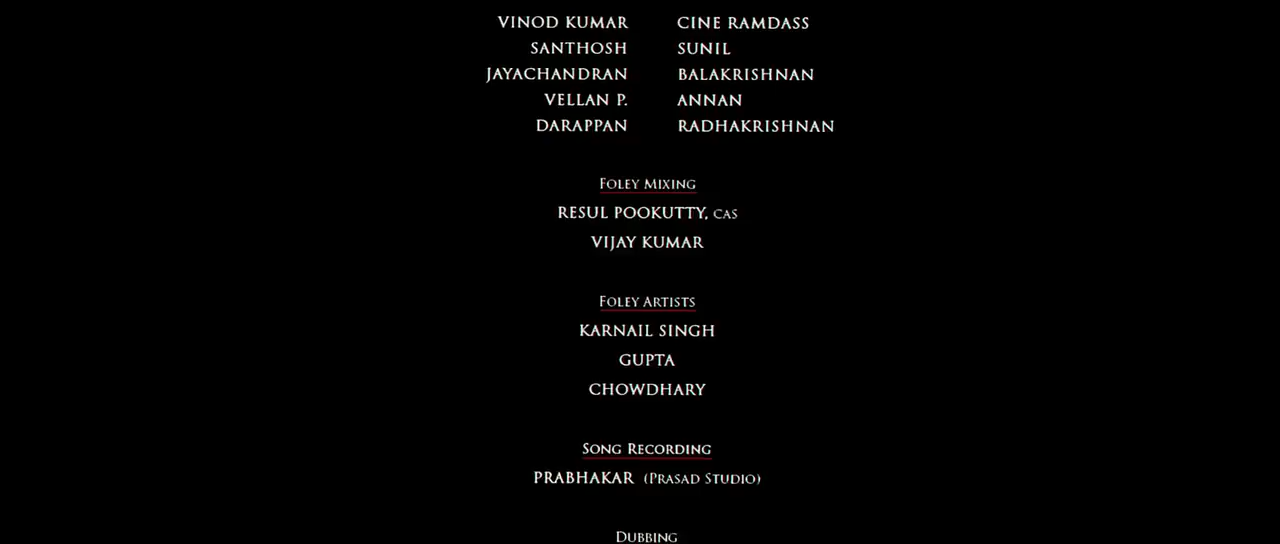 VINOD KUMAR CINE RAMDASS
SANTHOSH SUNIL
JAYACHANDRAN BALAKRISHNAN
VELLAN P. ANNAN
DARAPPAN RADHAKRISHNAN
FOLEY MIXING
RESUL POOKUTTY, CAS
VIJAY KUMAR
FOLEY ARTISTS
KARNAIL SINGH
GUPTA
CHOWDHARY
SONG RECORDING
PRABHAKAR (PRASAD STUDIO)
DUBBING